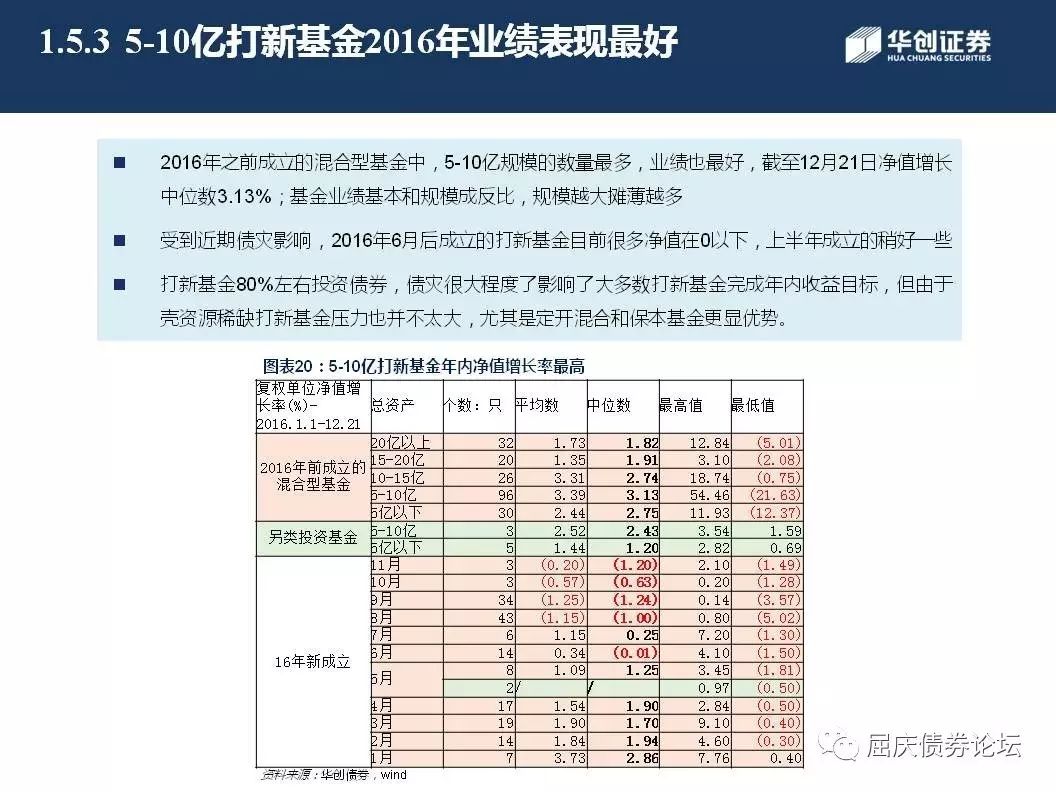 1.5.3 5-10亿打新基金2016年业绩表现最好
华创证券
HUA CHUANG SECURITIES
2016年之前成立的混合型基金中，5-10亿规模的数量最多，业绩也最好，截至12月21日净值增长
中位数3.13%；基金业绩基本和规模成反比，规模越大摊薄越多
受到近期债灾影响，2016年6月后成立的打新基金目前很多净值在0以下，上半年成立的稍好一些
打新基金80%左右投资债券，债灾很大程度了影响了大多数打新基金完成年内收益目标，但由于
壳资源稀缺打新基金压力也并不太大，尤其是定开混合和保本基金更显优势。
图表20：5-10亿打新基金年内净值增长率最高
复权单位净值增
长率(%)-
2016.1.1-12.21
总资产 个数：只 平均数 中位数 最高值 最低值
2016年前成立的
混合型基金
20亿以上 32 1.73 1.82 12.84 (5.01)
15-20亿 20 1.35 1.91 3.10 (2.08)
10-15亿 26 3.31 2.74 18.74 (0.75)
5-10亿 96 3.39 3.13 54.46 (21.63)
5亿以下 30 2.44 2.75 11.93 (12.37)
另类投资基金
5-10亿 3 2.52 2.43 3.54 1.59
5亿以下 5 1.44 1.20 2.82 0.69
16年新成立
11月 3 (0.20) (1.20) 2.10 (1.49)
10月 3 (0.57) (0.63) 0.20 (1.28)
9月 34 (1.25) (1.24) 0.14 (3.57)
8月 43 (1.15) (1.00) 0.80 (5.02)
7月 6 1.15 0.25 7.20 (1.30)
6月 14 0.34 (0.01) 4.10 (1.50)
5月 8 1.09 1.25 3.45 (1.81)
2 / / 0.97 (0.50)
4月 17 1.54 1.90 2.84 (0.50)
3月 19 1.90 1.70 9.10 (0.40)
2月 14 1.84 1.94 4.60 (0.30)
1月 7 3.73 2.86 7.76 0.40
资料来源：华创债券，wind
屈庆债券论坛